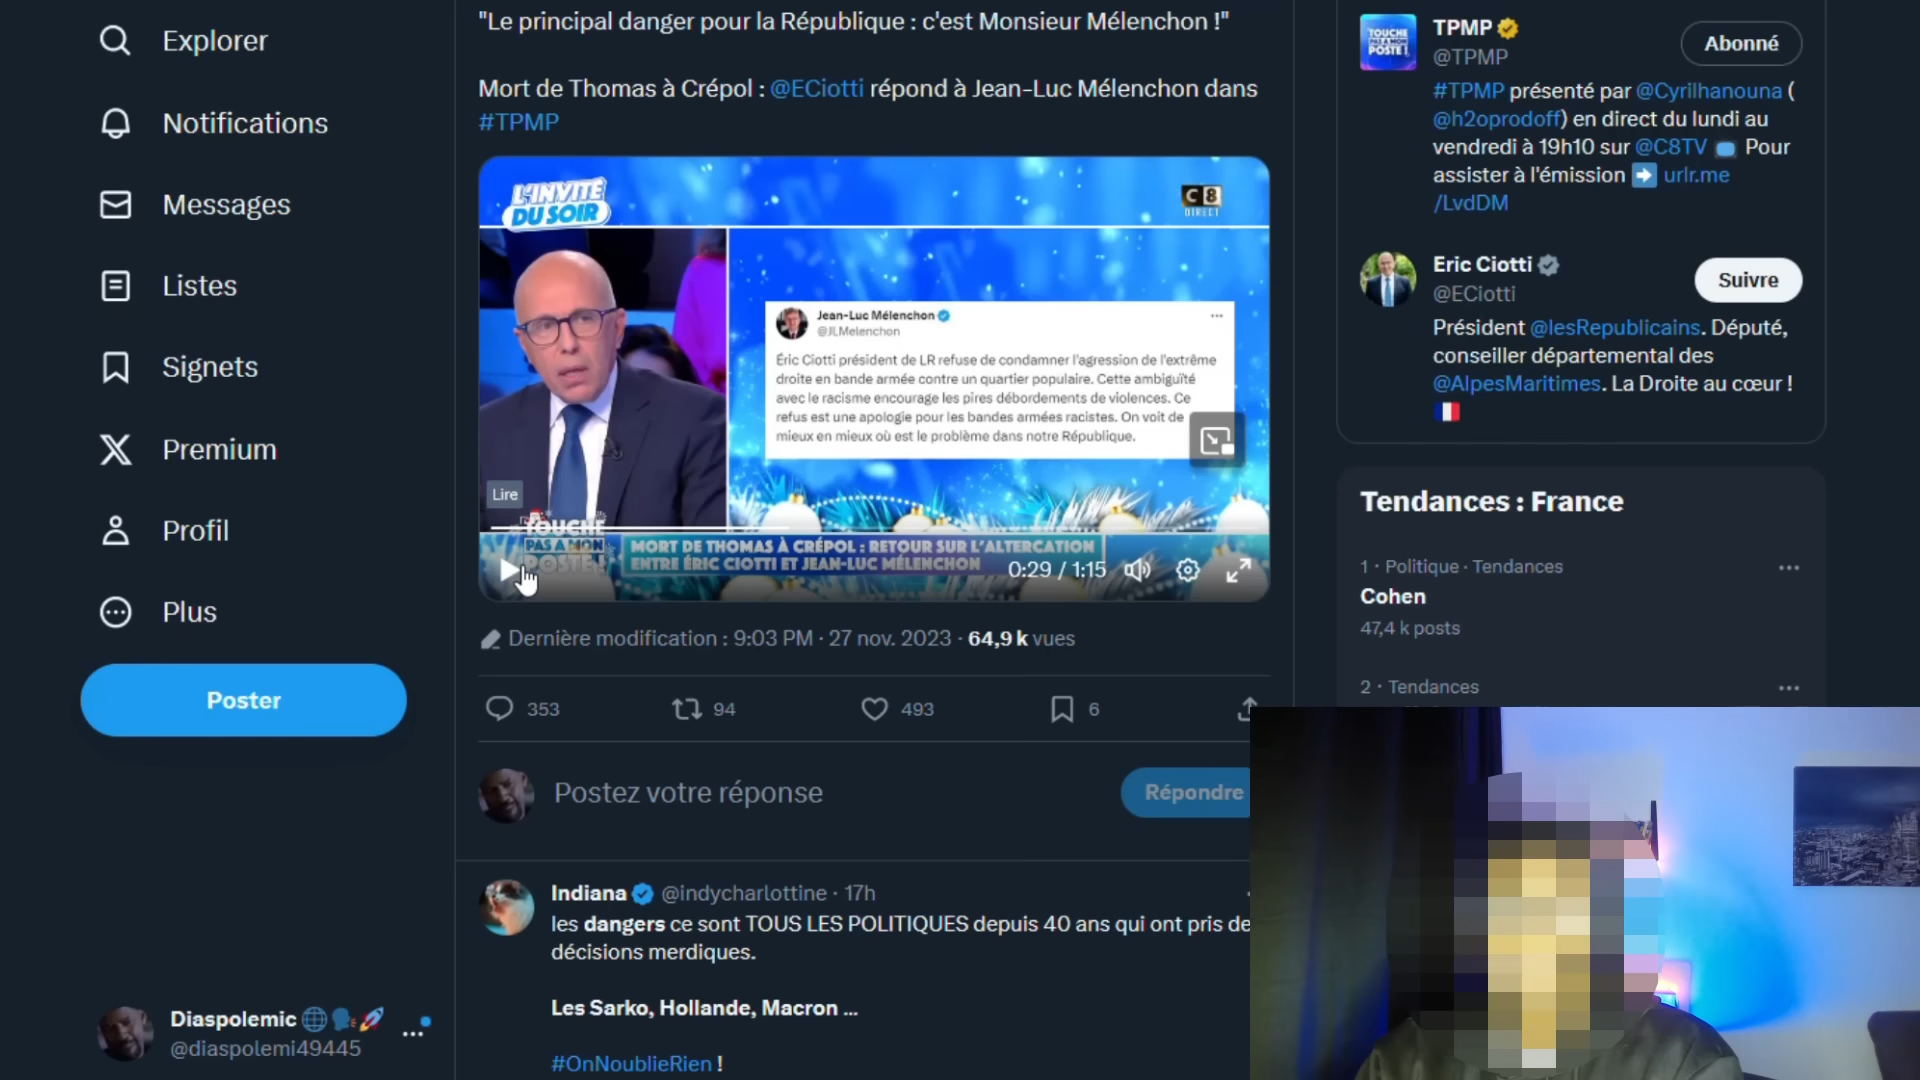 Explorer
Notifications
Messages
Listes
Signets
Premium
Profil
Plus
Poster
Diaspolemic
@diaspolemi49445
"Le principal danger pour la République : c'est Monsieur Mélenchon !"
Mort de Thomas à Crépol : @ECiotti répond à Jean-Luc Mélenchon dans
#TPMP
L'INVITÉ
DU SOIR
C8
DIRECT
Jean-Luc Mélenchon
@JLMelenchon
Éric Ciotti président de LR refuse de condamner l'agression de l'extrême
droite en bande armée contre un quartier populaire. Cette ambiguïté
avec le racisme encourage les pires débordements de violences. Ce
refus est une apologie pour les bandes armées racistes. On voit de
mieux en mieux où est le problème dans notre République.
Lire
TOUCHE
PAS A MON
POSTE !
MORT DE THOMAS À CRÉPOL : RETOUR SUR L'ALTERCATION
ENTRE ÉRIC CIOTTI ET JEAN-LUC MÉLENCHON
0:29 / 1:15
Dernière modification : 9:03 PM · 27 nov. 2023 · 64,9 k vues
353
94
493
6
Postez votre réponse
Répondre
Indiana @indycharlottine · 17h
les dangers ce sont TOUS LES POLITIQUES depuis 40 ans qui ont pris de
décisions merdiques.
Les Sarko, Hollande, Macron ...
#OnNoublieRien !
TOUCHE
PAS A MON
POSTE !
TPMP
@TPMP
Abonné
#TPMP présenté par @Cyrilhanouna (
@h2oprodoff) en direct du lundi au
vendredi à 19h10 sur @C8TV Pour
assister à l'émission urlr.me
/LvdDM
Eric Ciotti
@ECiotti
Suivre
Président @lesRepublicains. Député,
conseiller départemental des
@AlpesMaritimes. La Droite au cœur !
Tendances : France
1 · Politique · Tendances
Cohen
47,4 k posts
2 · Tendances